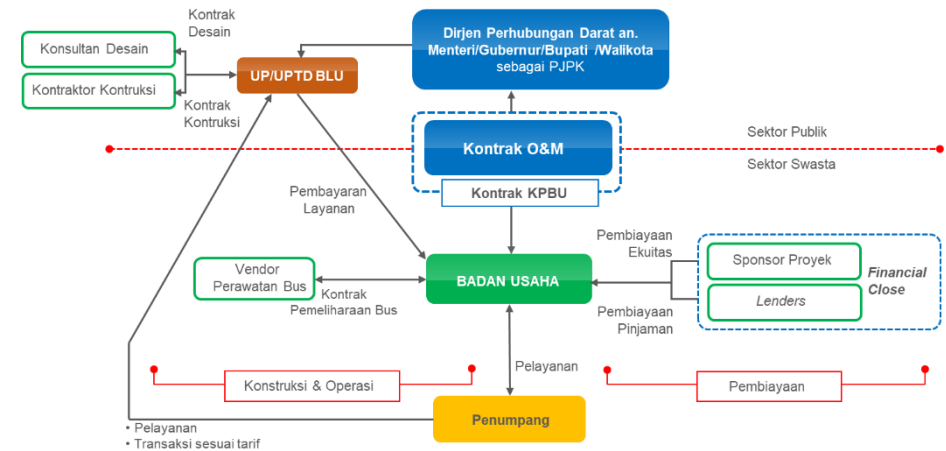 Kontrak
Desain
Konsultan Desain
Kontraktor Kontruksi
Kontrak
Kontruksi
UP/UPTD BLU
Dirjen Perhubungan Darat an.
Menteri/Gubernur/Bupati /Walikota
sebagai PJPK
Kontrak O&M
Kontrak KPBU
Sektor Publik
Sektor Swasta
Pembayaran
Layanan
Vendor
Perawatan Bus
Kontrak
Pemeliharaan Bus
BADAN USAHA
Pembiayaan
Ekuitas
Pembiayaan
Pinjaman
Sponsor Proyek
Lenders
Financial
Close
Pelayanan
Konstruksi & Operasi
Pembiayaan
Penumpang
• Pelayanan
• Transaksi sesuai tarif